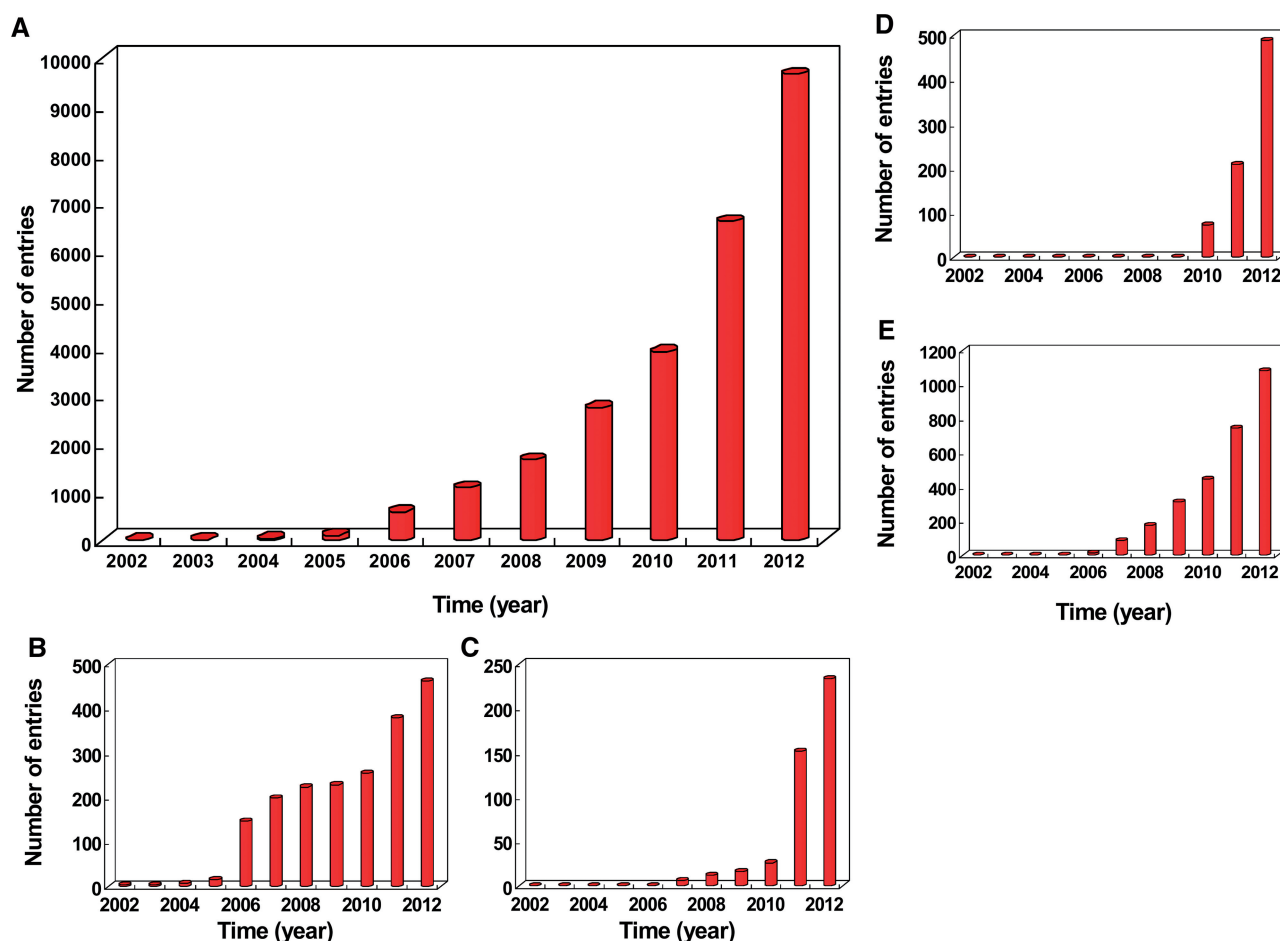 A
Number of entries
10000
9000
8000
7000
6000
5000
4000
3000
2000
1000
0
2002 2003 2004 2005 2006 2007 2008 2009 2010 2011 2012
Time (year)
B
Number of entries
500
400
300
200
100
0
2002 2004 2006 2008 2010 2012
Time (year)
C
250
200
150
100
50
0
2002 2004 2006 2008 2010 2012
Time (year)
D
Number of entries
500
400
300
200
100
0
2002 2004 2006 2008 2010 2012
E
Number of entries
1200
1000
800
600
400
200
0
2002 2004 2006 2008 2010 2012
Time (year)